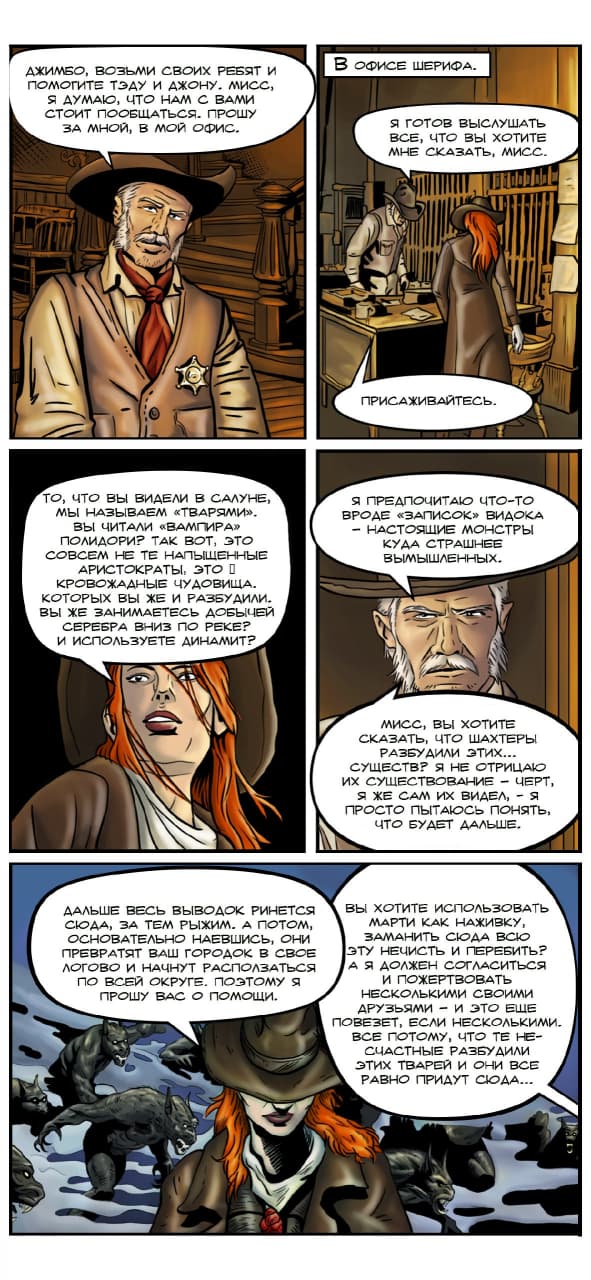 ДЖИМБО, ВОЗЬМИ СВОИХ РЕБЯТ И
ПОМОГИТЕ ТЭДУ И ДЖОНУ. МИСС,
Я ДУМАЮ, ЧТО НАМ С ВАМИ
СТОИТ ПООБЩАТЬСЯ. ПРОШУ
ЗА МНОЙ, В МОЙ ОФИС.
В ОФИСЕ ШЕРИФА.
Я ГОТОВ ВЫСЛУШАТЬ
ВСЕ, ЧТО ВЫ ХОТИТЕ
МНЕ СКАЗАТЬ, МИСС.
ПРИСАЖИВАЙТЕСЬ.
ТО, ЧТО ВЫ ВИДЕЛИ В САЛУНЕ,
МЫ НАЗЫВАЕМ «ТВАРЯМИ».
ВЫ ЧИТАЛИ «ВАМПИРА»
ПОЛИДОРИ? ТАК ВОТ, ЭТО
СОВСЕМ НЕ ТЕ НАПЫЩЕННЫЕ
АРИСТОКРАТЫ, ЭТО ▯
КРОВОЖАДНЫЕ ЧУДОВИЩА.
КОТОРЫХ ВЫ ЖЕ И РАЗБУДИЛИ.
ВЫ ЖЕ ЗАНИМАЕТЕСЬ ДОБЫЧЕЙ
СЕРЕБРА ВНИЗ ПО РЕКЕ?
И ИСПОЛЬЗУЕТЕ ДИНАМИТ?
Я ПРЕДПОЧИТАЮ ЧТО-ТО
ВРОДЕ «ЗАПИСОК» ВИДОКА
– НАСТОЯЩИЕ МОНСТРЫ
КУДА СТРАШНЕЕ
ВЫМЫШЛЕННЫХ.
МИСС, ВЫ ХОТИТЕ
СКАЗАТЬ, ЧТО ШАХТЕРЫ
РАЗБУДИЛИ ЭТИХ...
СУЩЕСТВ? Я НЕ ОТРИЦАЮ
ИХ СУЩЕСТВОВАНИЕ – ЧЕРТ,
Я ЖЕ САМ ИХ ВИДЕЛ, - Я
ПРОСТО ПЫТАЮСЬ ПОНЯТЬ,
ЧТО БУДЕТ ДАЛЬШЕ.
ДАЛЬШЕ ВЕСЬ ВЫВОДОК РИНЕТСЯ
СЮДА, ЗА ТЕМ РЫЖИМ. А ПОТОМ,
ОСНОВАТЕЛЬНО НАЕВШИСЬ, ОНИ
ПРЕВРАТЯТ ВАШ ГОРОДОК В СВОЕ
ЛОГОВО И НАЧНУТ РАСПОЛЗАТЬСЯ
ПО ВСЕЙ ОКРУГЕ. ПОЭТОМУ Я
ПРОШУ ВАС О ПОМОЩИ.
ВЫ ХОТИТЕ ИСПОЛЬЗОВАТЬ
МАРТИ КАК НАЖИВКУ,
ЗАМАНИТЬ СЮДА ВСЮ
ЭТУ НЕЧИСТЬ И ПЕРЕБИТЬ?
А Я ДОЛЖЕН СОГЛАСИТЬСЯ
И ПОЖЕРТВОВАТЬ
НЕСКОЛЬКИМИ СВОИМИ
ДРУЗЬЯМИ – И ЭТО ЕЩЕ
ПОВЕЗЕТ, ЕСЛИ НЕСКОЛЬКИМИ.
ВСЕ ПОТОМУ, ЧТО ТЕ НЕ-
СЧАСТНЫЕ РАЗБУДИЛИ
ЭТИХ ТВАРЕЙ И ОНИ ВСЕ
РАВНО ПРИДУТ СЮДА...